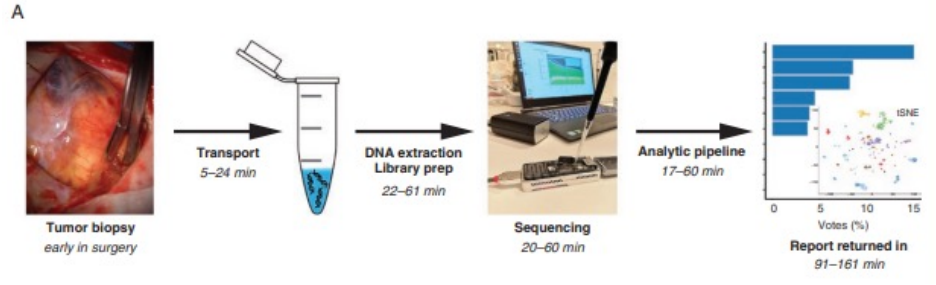 A
Tumor biopsy
early in surgery
Transport
5–24 min
DNA extraction
Library prep
22–61 min
Sequencing
20–60 min
Analytic pipeline
17–60 min
tSNE
0 5 10 15
Votes (%)
Report returned in
91–161 min